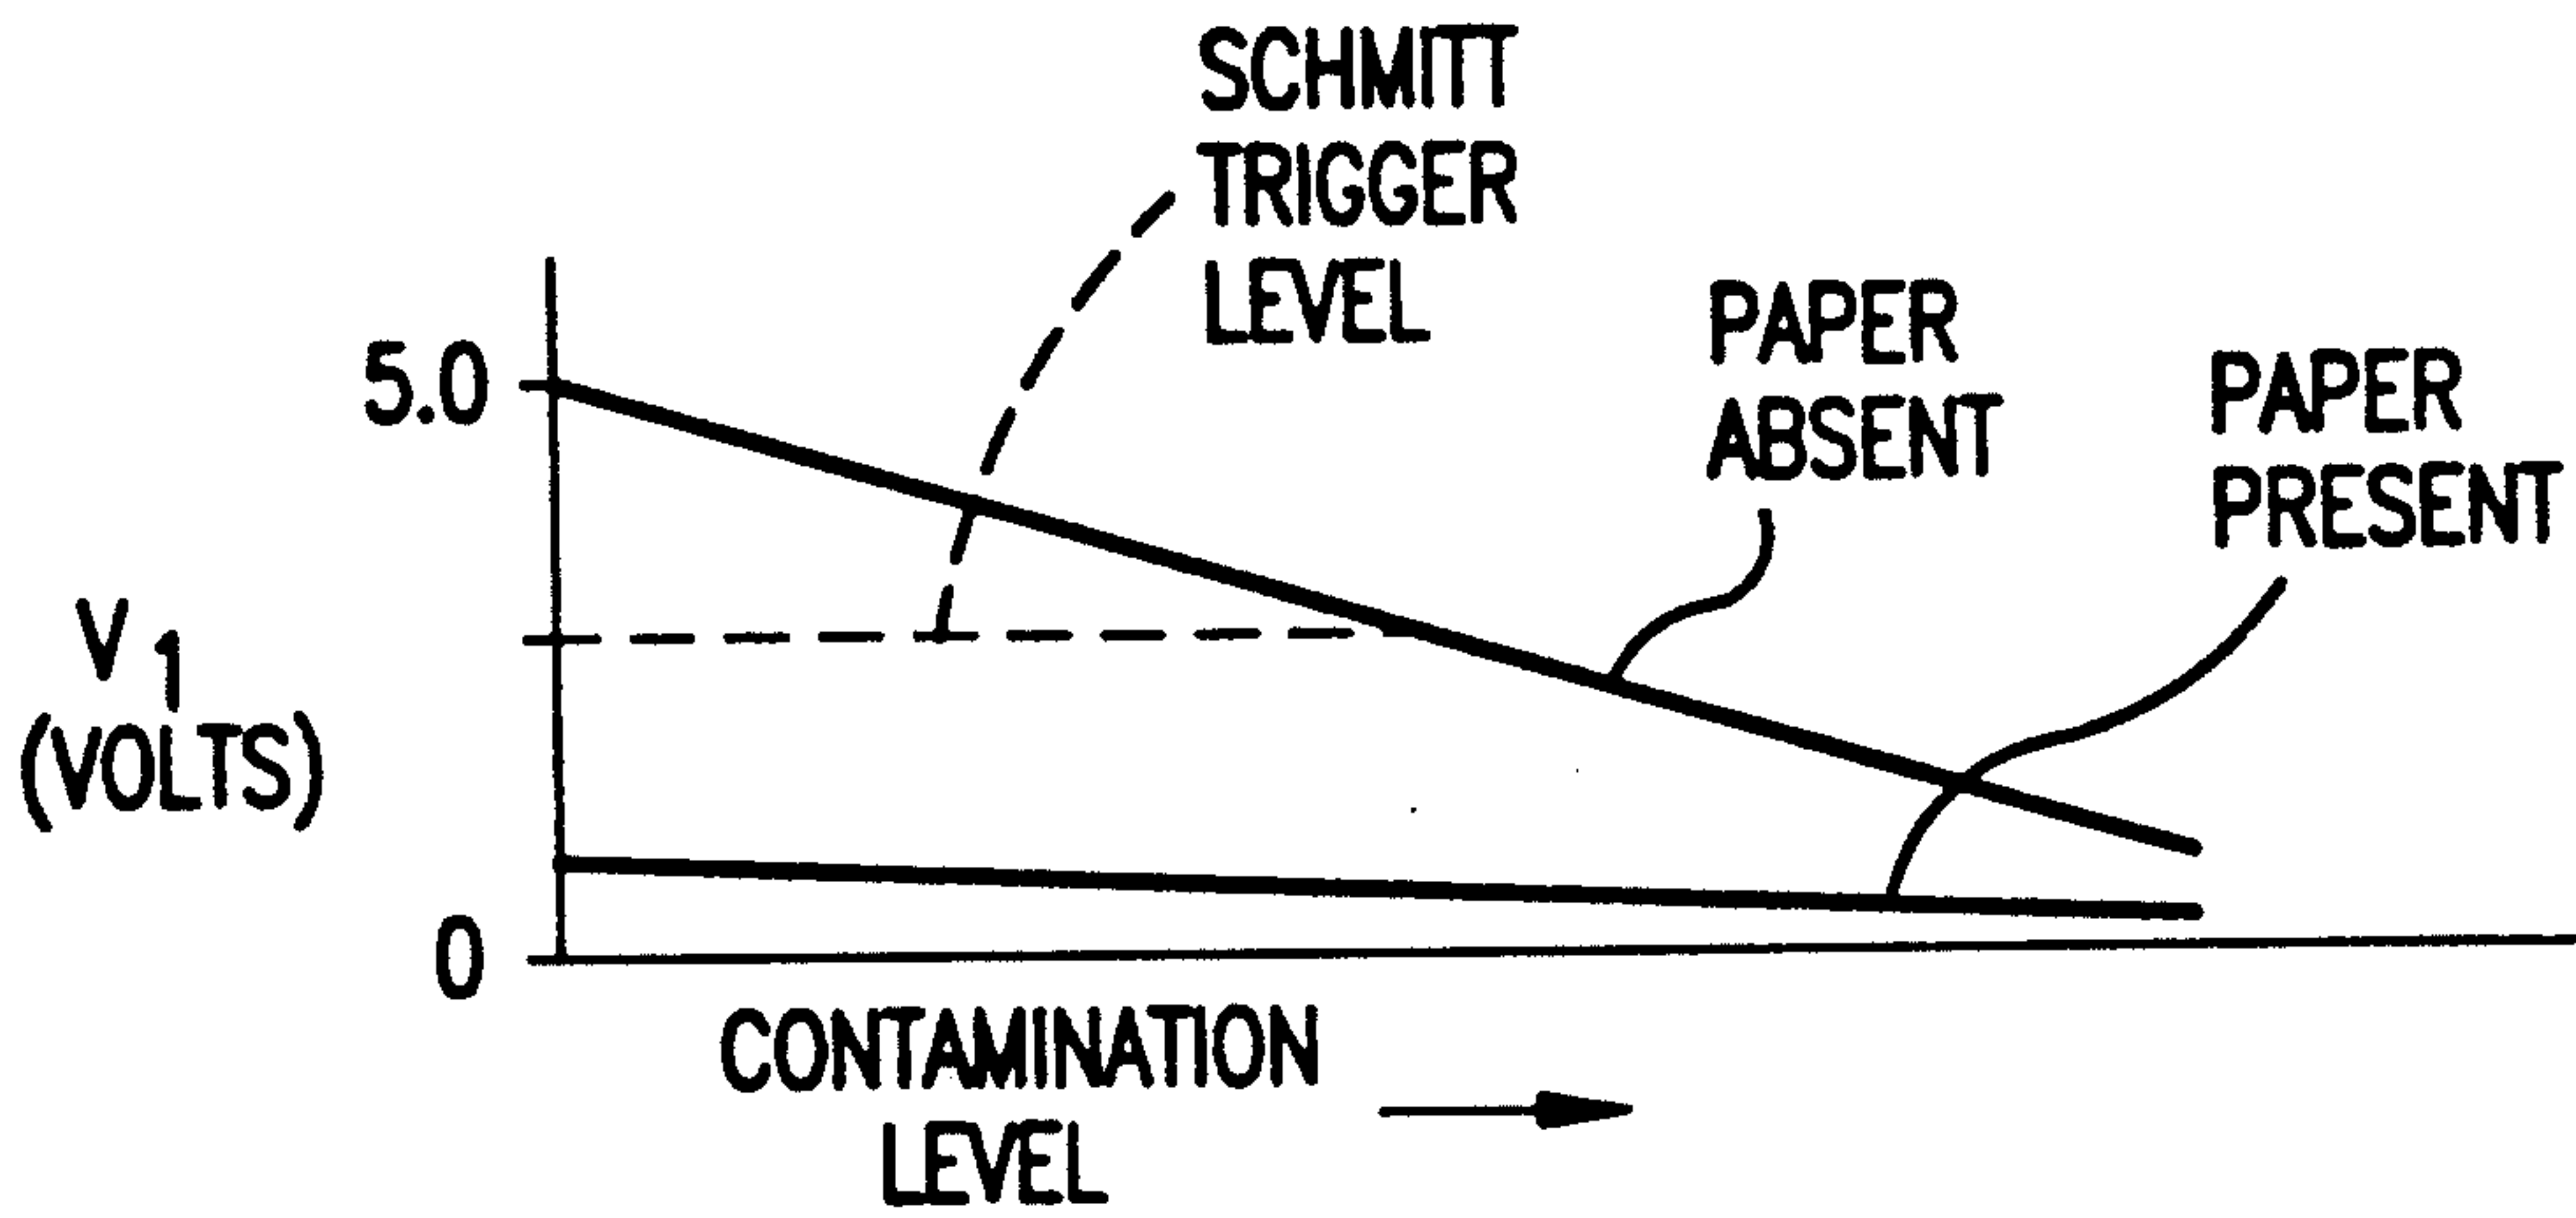 SCHMITT
TRIGGER
LEVEL
PAPER
ABSENT
PAPER
PRESENT
5.0
V1
(VOLTS)
0
CONTAMINATION
LEVEL